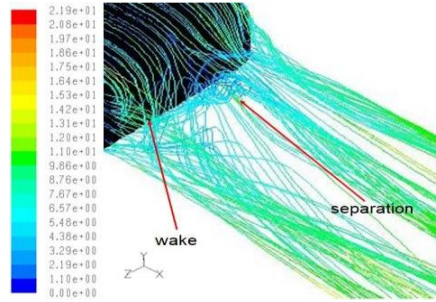 2.19e+01
2.08e+01
1.97e+01
1.86e+01
1.75e+01
1.64e+01
1.53e+01
1.42e+01
1.31e+01
1.20e+01
1.10e+01
9.86e+00
8.76e+00
7.67e+00
6.57e+00
5.48e+00
4.38e+00
3.29e+00
2.19e+00
1.10e+00
0.00e+00
separation
wake
Y
Z X